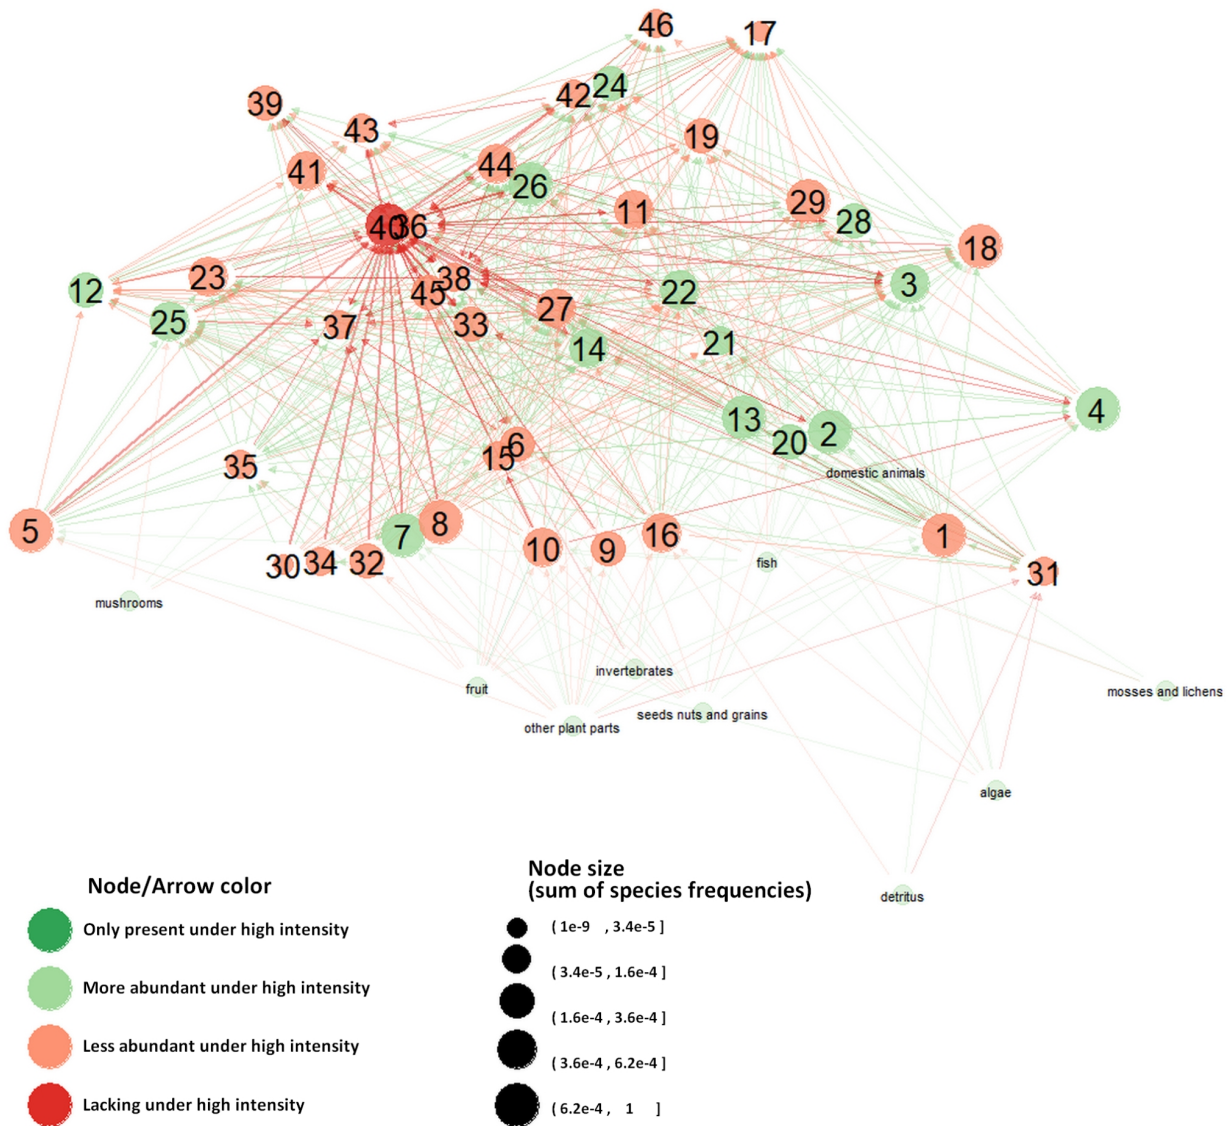 46
17
24
42
39
43
19
44
41
26
29
11
28
40
36
18
23
38
3
12
45
22
25
37
33
27
14
21
4
13
20
2
6
15
35
domestic animals
5
7
8
10
9
16
1
30
34
32
31
fish
mushrooms
invertebrates
fruit
mosses and lichens
seeds nuts and grains
other plant parts
algae
detritus
Node/Arrow color
Only present under high intensity
More abundant under high intensity
Less abundant under high intensity
Lacking under high intensity
Node size
(sum of species frequencies)
( 1e-9 , 3.4e-5 ]
( 3.4e-5 , 1.6e-4 ]
( 1.6e-4 , 3.6e-4 ]
( 3.6e-4 , 6.2e-4 ]
( 6.2e-4 , 1 ]